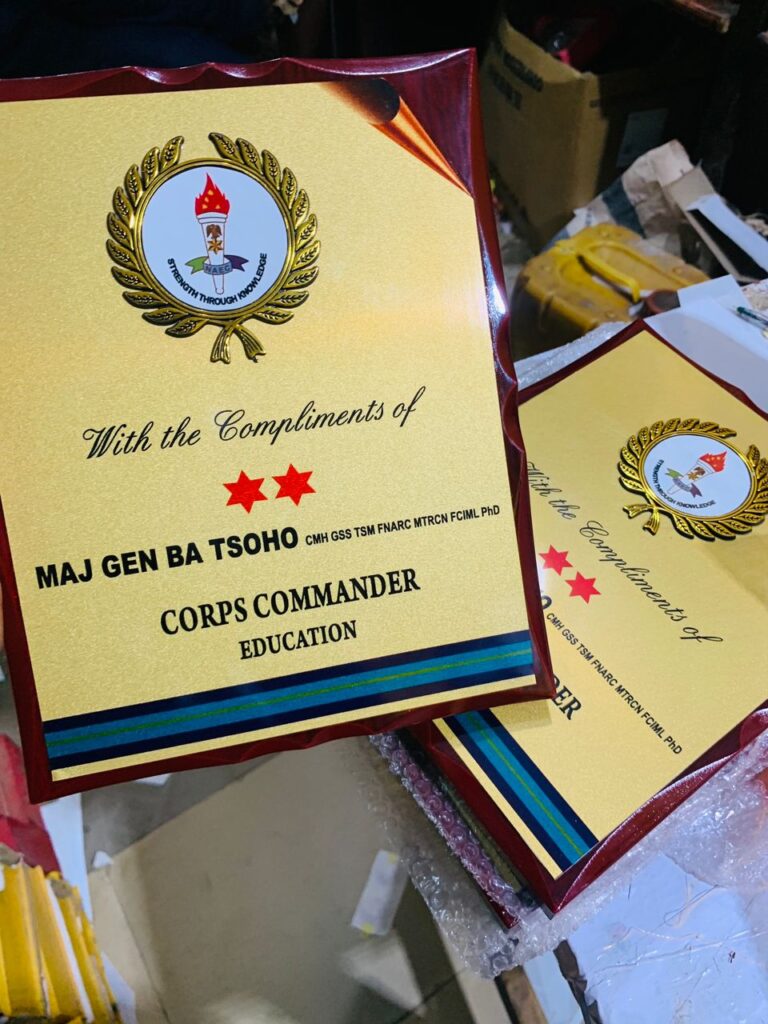 NAEC
STRENGTH THROUGH KNOWLEDGE
With the Compliments of
MAJ GEN BA TSOHO CMH GSS TSM FNARC MTRCN FCIML PhD
CORPS COMMANDER
EDUCATION
STRENGTH THROUGH KNOWLEDGE
With the Compliments of
CMH GSS TSM FNARC MTRCN FCIML PhD